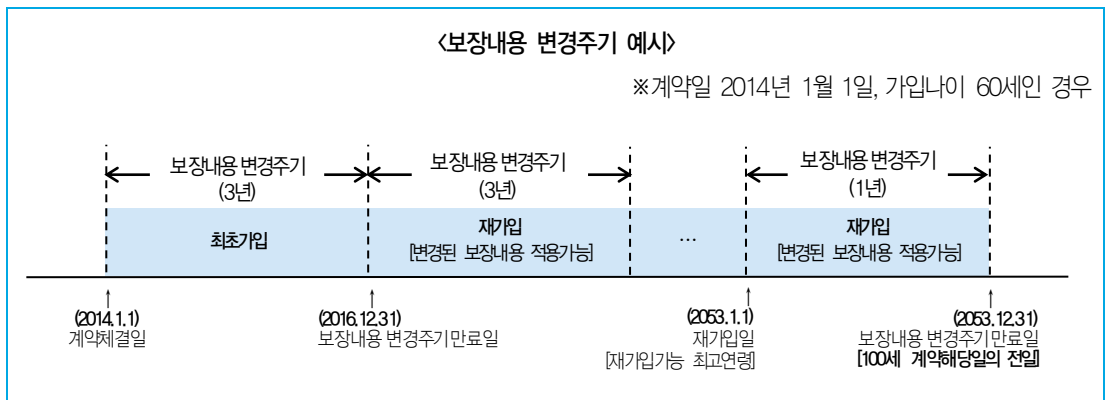 <보장내용 변경주기 예시>
※계약일 2014년 1월 1일, 가입나이 60세인 경우
보장내용 변경주기
(3년)
보장내용 변경주기
(3년)
보장내용 변경주기
(1년)
최초가입
재가입
[변경된 보장내용 적용가능]
...
재가입
[변경된 보장내용 적용가능]
(2014.1.1)
계약체결일
(2016.12.31)
보장내용 변경주기만료일
(2053.1.1)
재가입일
[재가입가능 최고연령]
(2053.12.31)
보장내용 변경주기만료일
[100세 계약해당일의 전일]